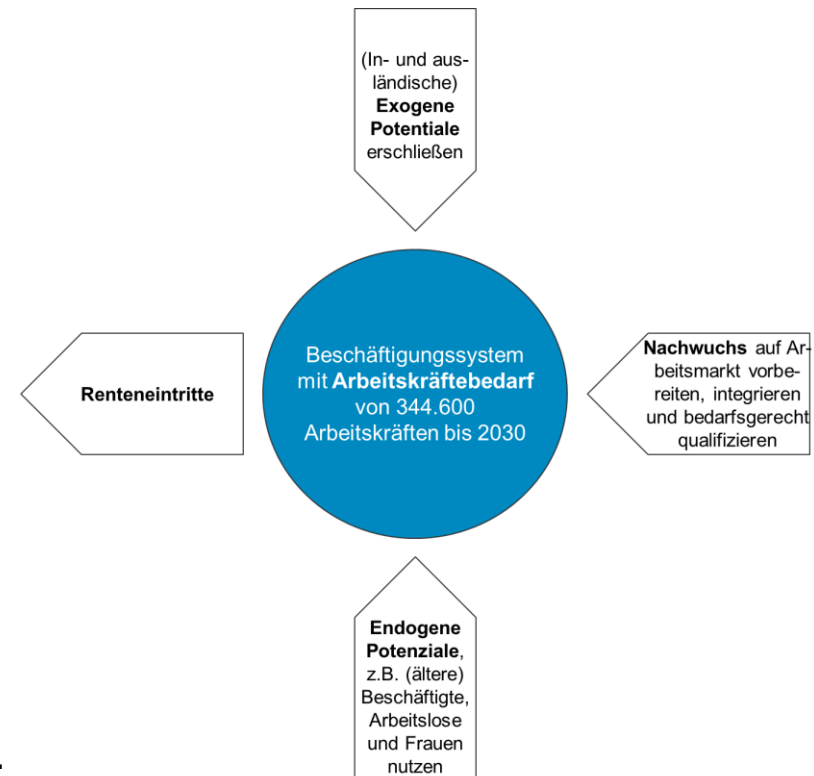 (In- und aus-
ländische)
Exogene
Potentiale
erschließen
Beschäftigungssystem
mit Arbeitskräftebedarf
von 344.600
Arbeitskräften bis 2030
Renteneintritte
Nachwuchs auf Ar-
beitsmarkt vorbe-
reiten, integrieren
und bedarfsgerecht
qualifizieren
Endogene
Potenziale,
z.B. (ältere)
Beschäftigte,
Arbeitslose
und Frauen
nutzen